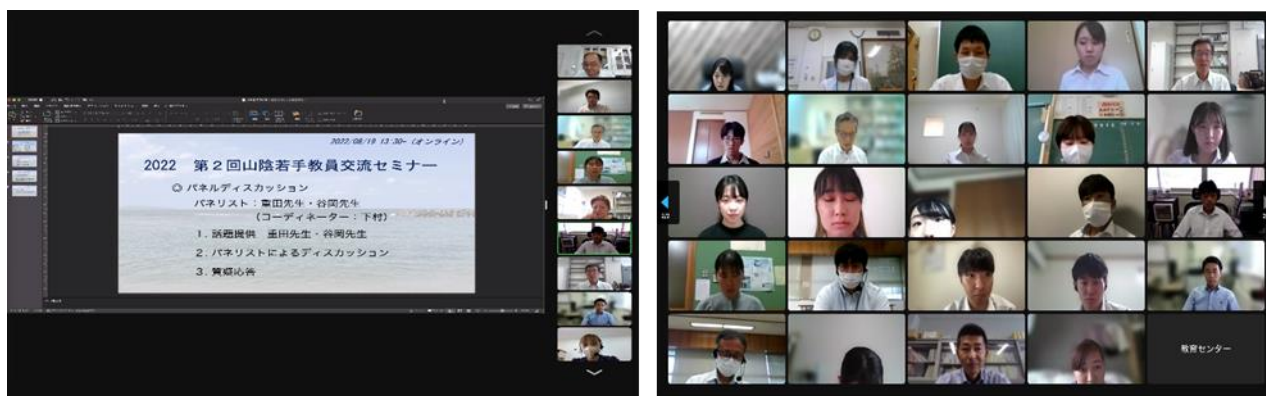 2022/08/19 13:30~ (オンライン)
2022 第2回山陰若手教員交流セミナー
◎ パネルディスカッション
パネリスト:重田先生・谷岡先生
(コーディネーター:下村)
1. 話題提供 重田先生・谷岡先生
2. パネリストによるディスカッション
3. 質疑応答
教育センター